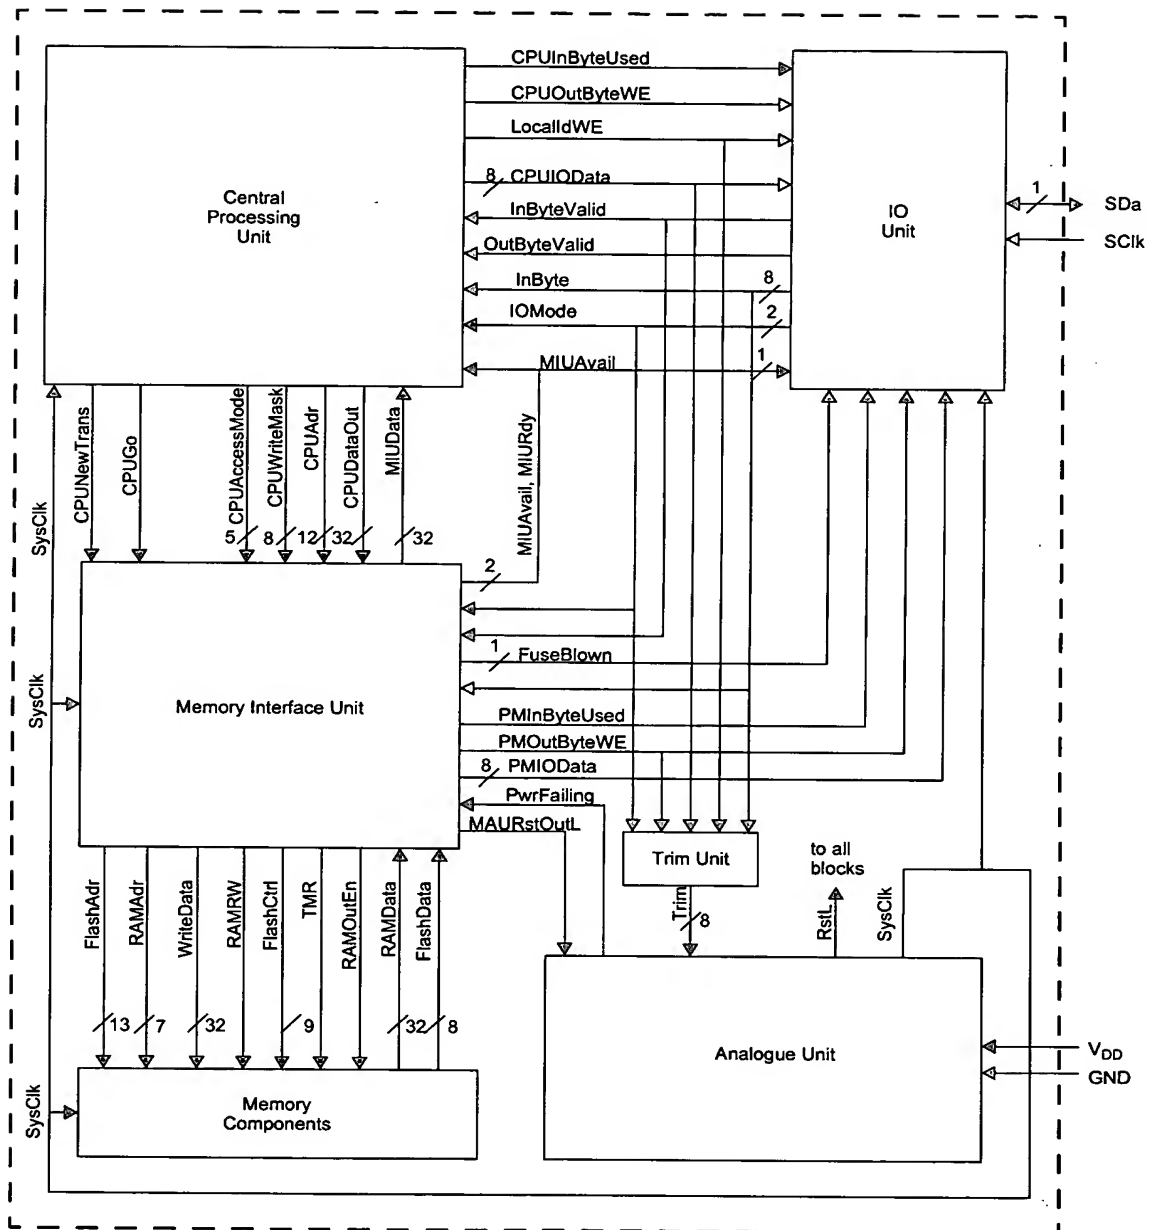 CPUInByteUsed
CPUOutByteWE
LocalIdWE
8 CPUIOData
InByteValid
OutByteValid
InByte 8
IOMode 2
MIUAvail 1
Central
Processing
Unit
IO
Unit
1 SDa
SClk
SysClk
CPUNewTrans
CPUGo
CPUAccessMode
CPUWriteMask
CPUAdr
CPUDataOut
MIUData
MIUAvail, MIURdy
5 8 12 32 32
2
Memory Interface Unit
SysClk
1 FuseBlown
PMInByteUsed
PMOutByteWE
8 PMIOData
PwrFailing
MAURstOutL
Trim Unit
to all
blocks
Trim
8
RstL
SysClk
FlashAdr
RAMAdr
WriteData
RAMRW
FlashCtrl
TMR
RAMOutEn
RAMData
FlashData
13 7 32 9 32 8
Analogue Unit
VDD
GND
SysClk
Memory
Components